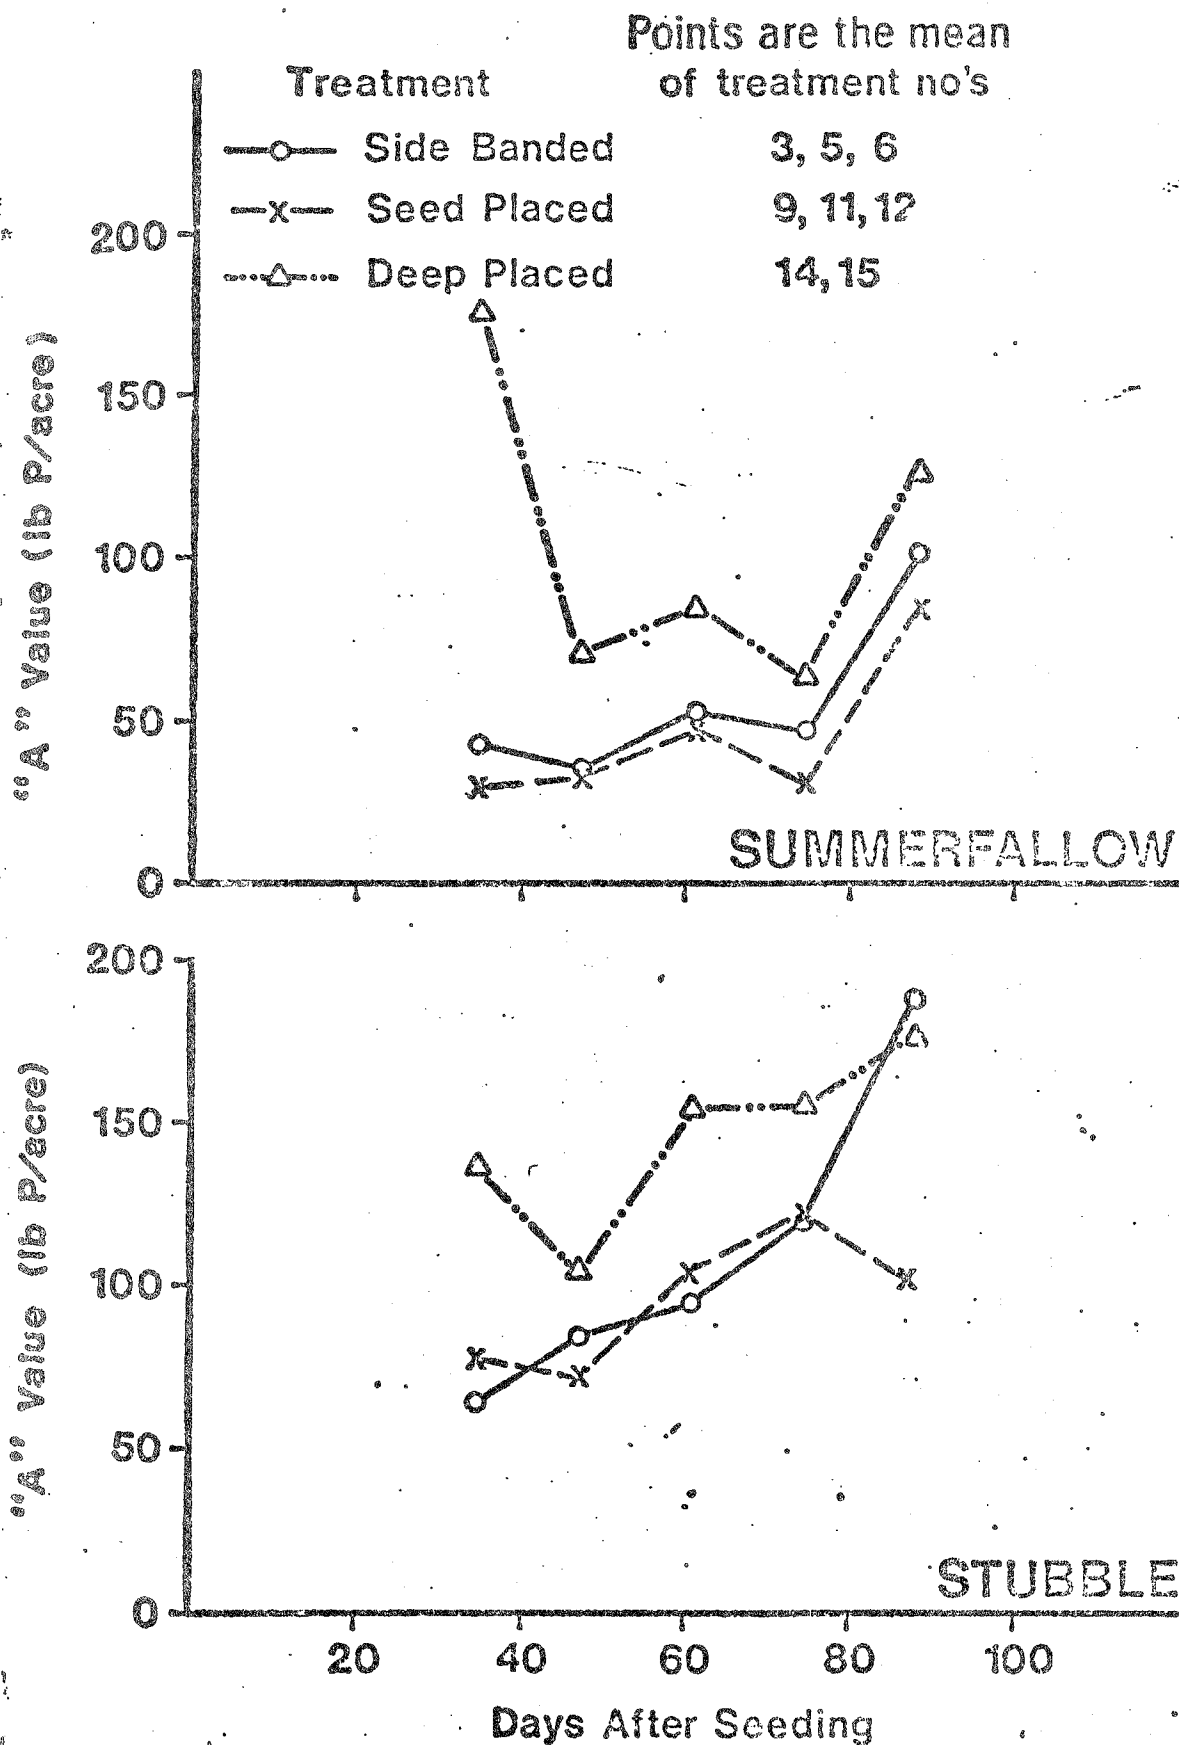 Points are the mean
Treatment of treatment no's
Side Banded 3, 5, 6
Seed Placed 9, 11, 12
Deep Placed 14, 15
"A" Value (lb P/acre)
200
150
100
50
0
SUMMERFALLOW
"A" Value (lb P/acre)
200
150
100
50
0
STUBBLE
20 40 60 80 100
Days After Seeding